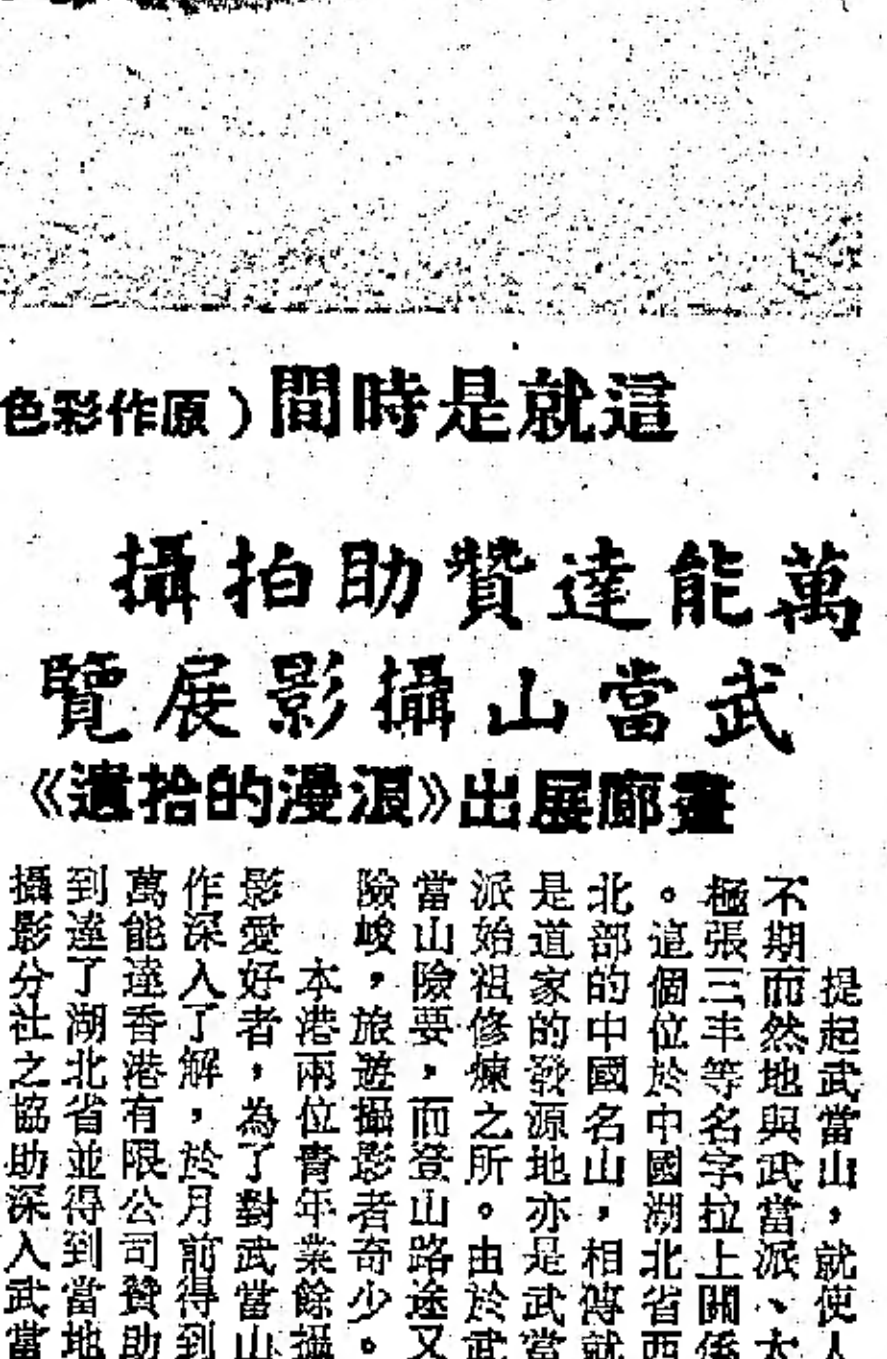 這就是時間（原作彩色
萬能達贊助拍攝
武當山攝影展覽
畫廊展出《浪漫的拾遺》
提起武當山，就使人
不期而然地與武當派、太
極張三丰等名字拉上關係
。這個位於中國湖北省西
北部的中國名山，相傳就
是道家的發源地亦是武當
派始祖修煉之所。由於武
當山險要，而登山路途又
險峻，旅遊攝影者奇少。
本港兩位青年業餘攝
影愛好者，為了對武當山
作深入了解，於月前得到
萬能達香港有限公司贊助
到達了湖北省並得到當地
攝影分社之協助深入武當